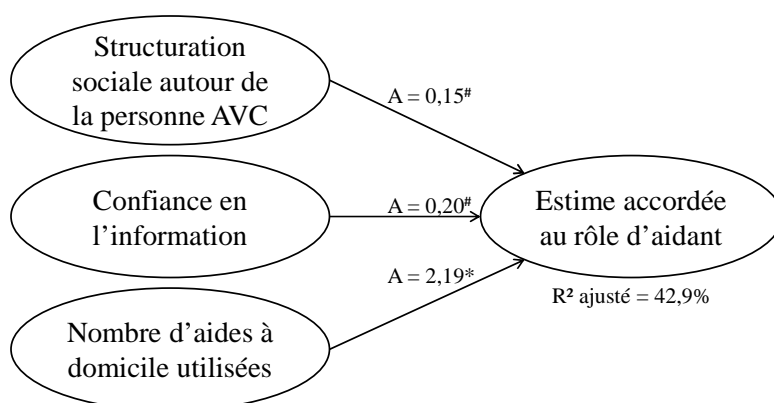 Structuration
sociale autour de
la personne AVC
A = 0,15#
Confiance en
l’information
A = 0,20#
Estime accordée
au rôle d’aidant
A = 2,19*
R² ajusté = 42,9%
Nombre d’aides à
domicile utilisées